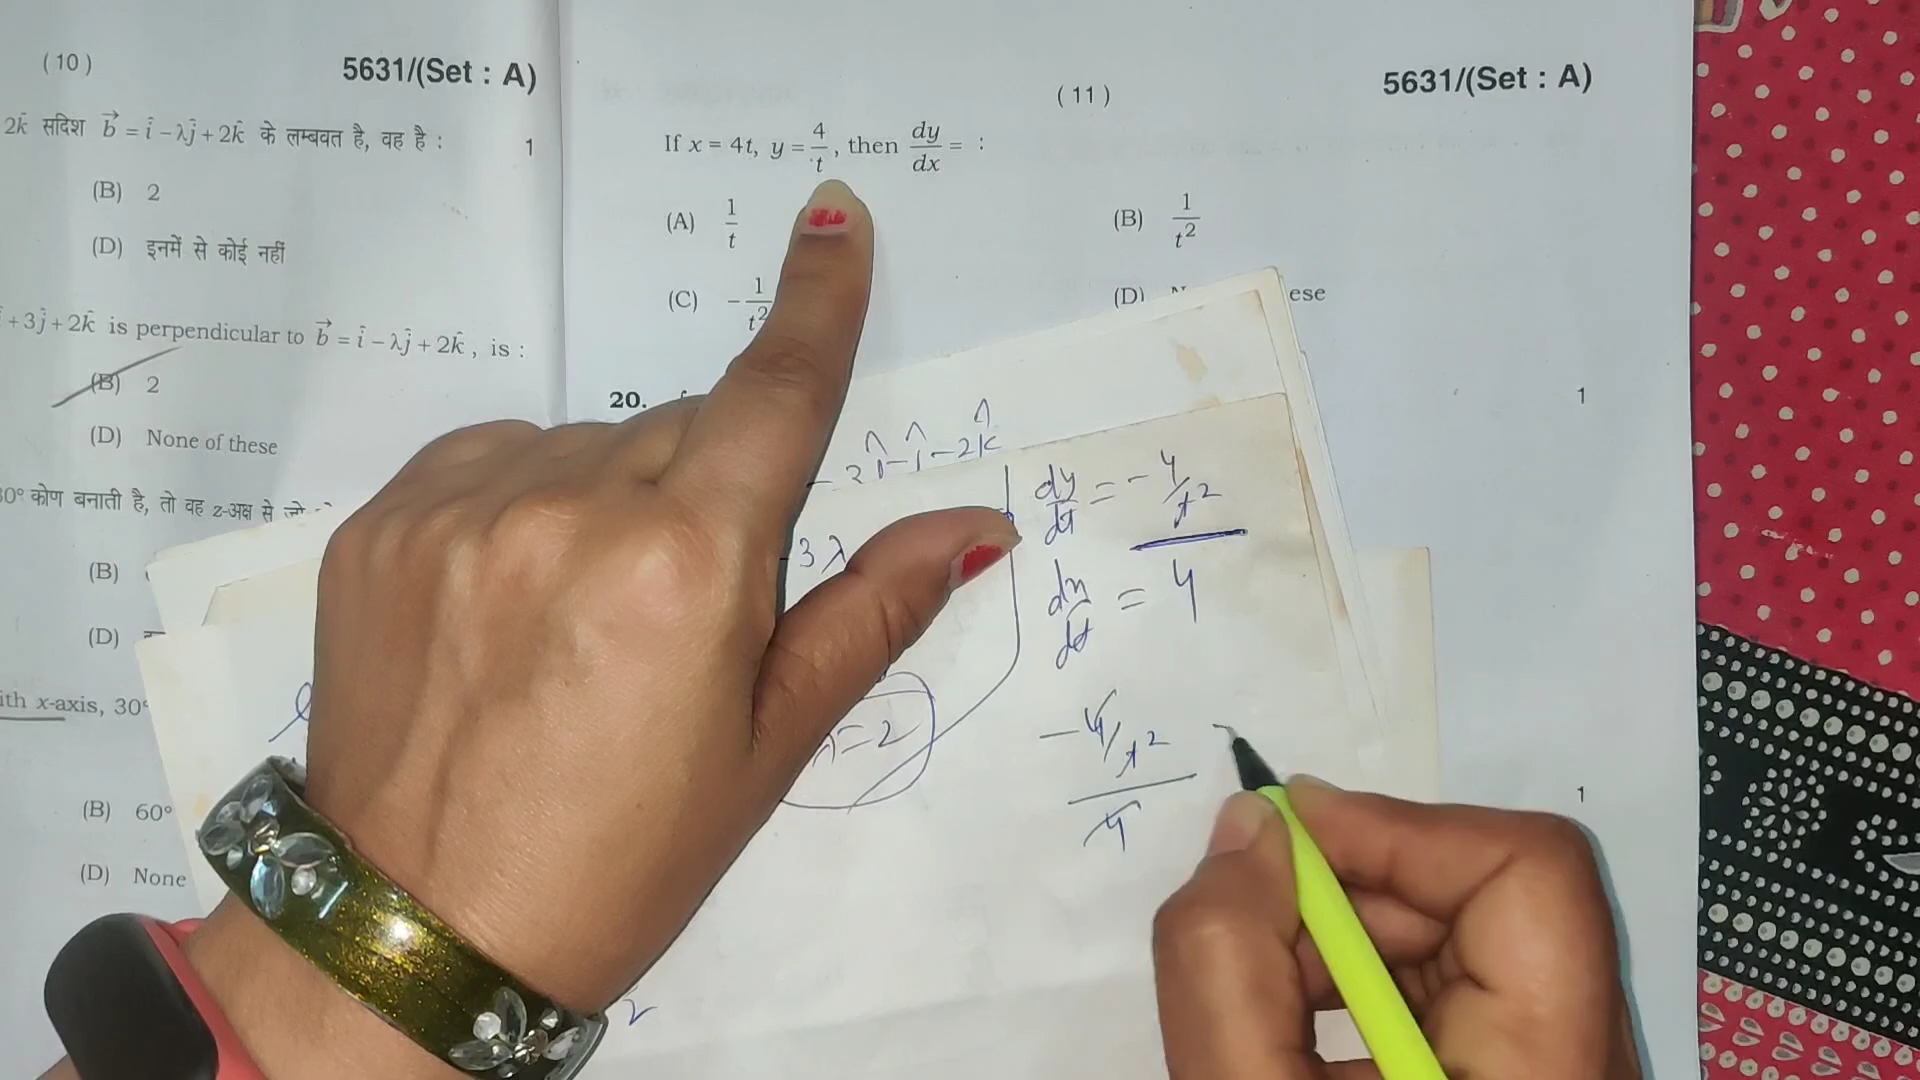 ( 10 )
5631/(Set : A)
2k̂ सदिश b⃗ = î − λĵ + 2k̂ के लम्बवत है, वह है :
1
(B) 2
(D) इनमें से कोई नहीं
+ 3ĵ + 2k̂ is perpendicular to b⃗ = î − λĵ + 2k̂ , is :
(B) 2
(D) None of these
30° कोण बनाती है, तो वह z-अक्ष से
(B)
(D)
ith x-axis, 30°
(B) 60°
(D) None
( 11 )
5631/(Set : A)
If x = 4t, y = 4/t , then dy/dx = :
(A) 1/t
(B) 1/t²
(C) − 1/t²
(D) ese
20.
1
1
− 2k̂
3λ
= 2
dy/dt = − 4/t²
dx/dt = 4
− 4/t²
4
2